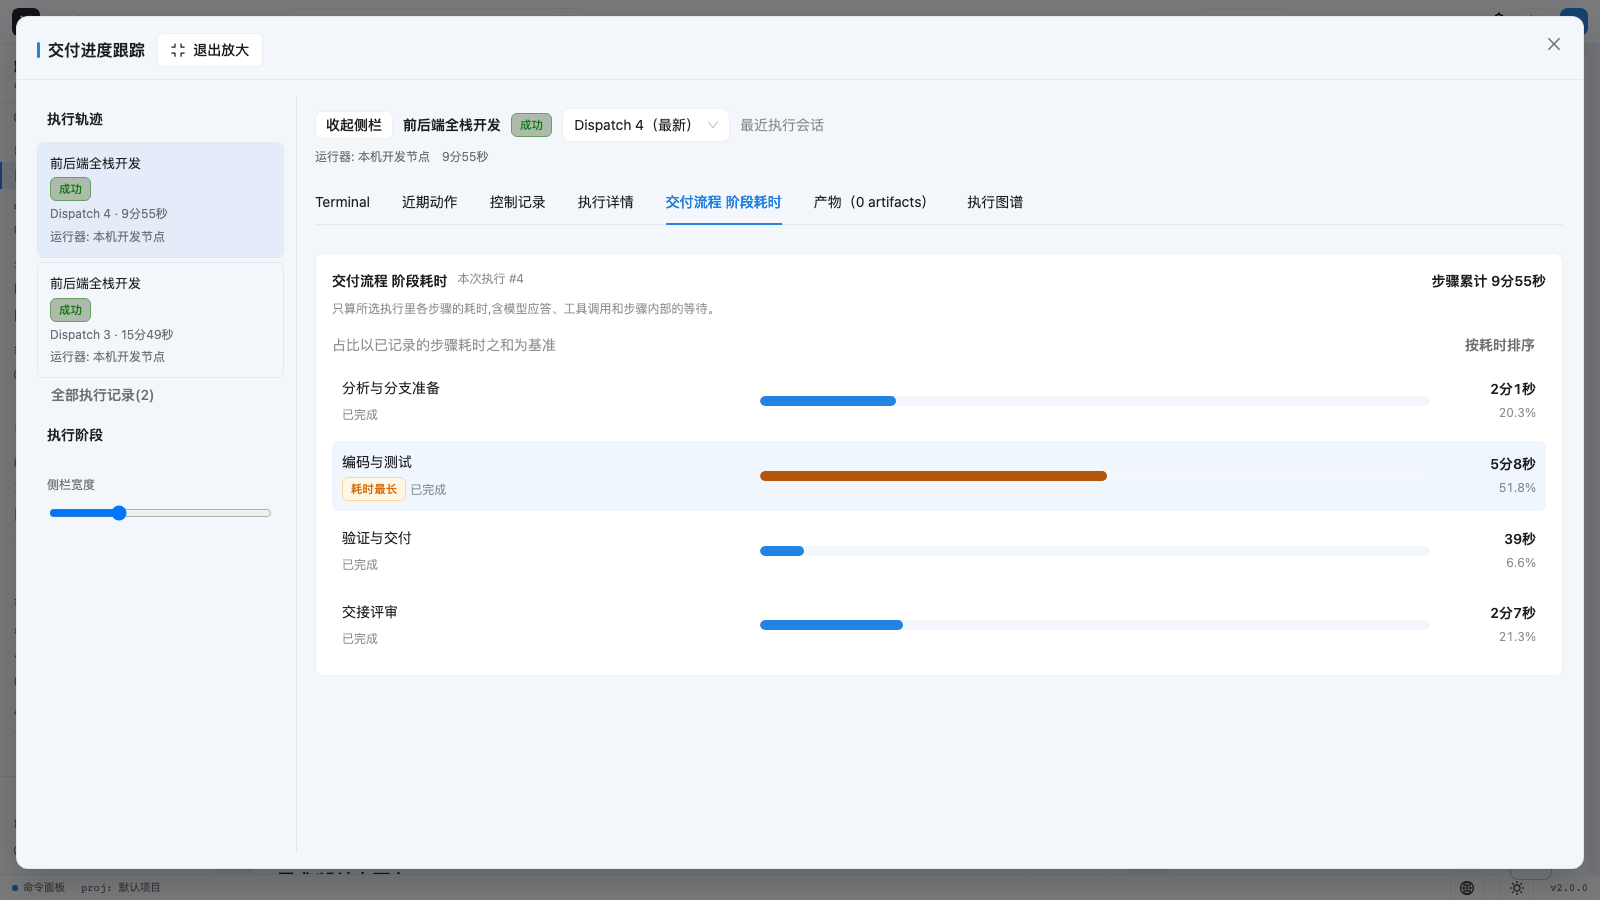 交付进度跟踪
退出放大
执行轨迹
前后端全栈开发
成功
Dispatch 4 · 9分55秒
运行器: 本机开发节点
前后端全栈开发
成功
Dispatch 3 · 15分49秒
运行器: 本机开发节点
全部执行记录(2)
执行阶段
侧栏宽度
收起侧栏 前后端全栈开发 成功 Dispatch 4（最新） 最近执行会话
运行器: 本机开发节点 9分55秒
Terminal 近期动作 控制记录 执行详情 交付流程 阶段耗时 产物（0 artifacts） 执行图谱
交付流程 阶段耗时 本次执行 #4 步骤累计 9分55秒
只算所选执行里各步骤的耗时,含模型应答、工具调用和步骤内部的等待。
占比以已记录的步骤耗时之和为基准 按耗时排序
分析与分支准备 2分1秒
已完成 20.3%
编码与测试 5分8秒
耗时最长 已完成 51.8%
验证与交付 39秒
已完成 6.6%
交接评审 2分7秒
已完成 21.3%
命令面板 proj: 默认项目 v2.0.0